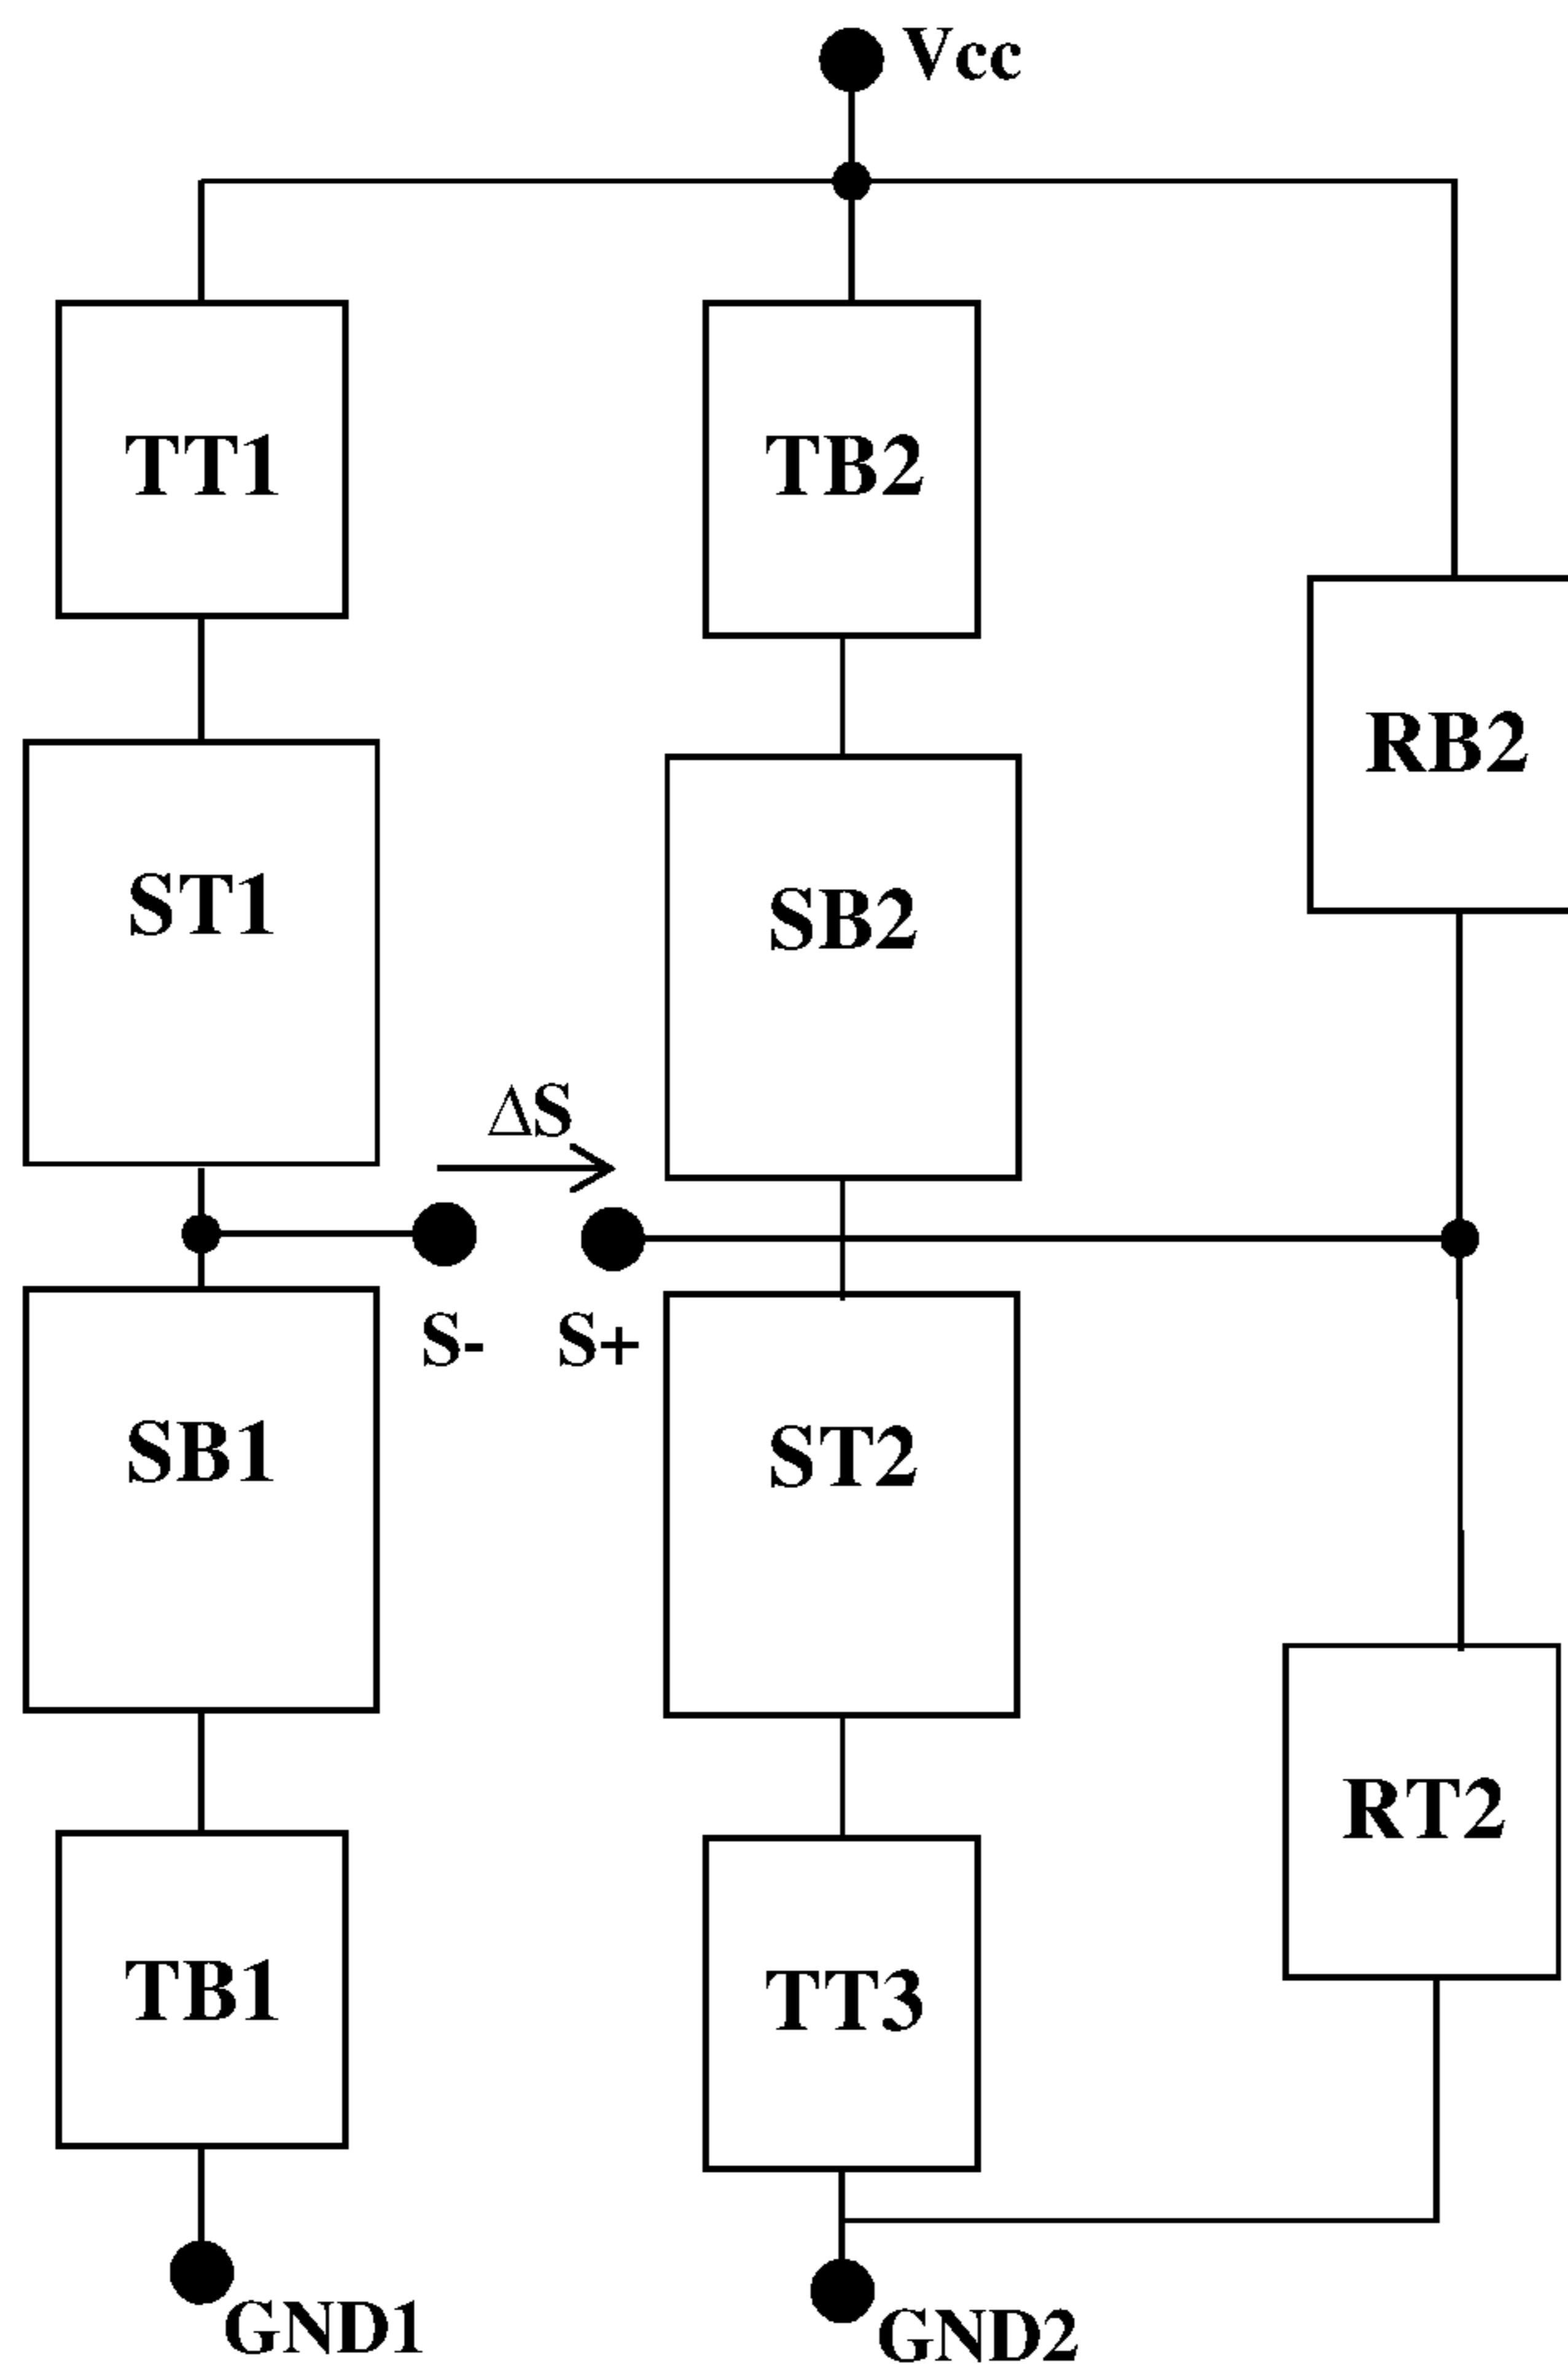 Vcc
TT1
TB2
RB2
ST1
SB2
ΔS
S-
S+
SB1
ST2
RT2
TB1
TT3
GND1
GND2